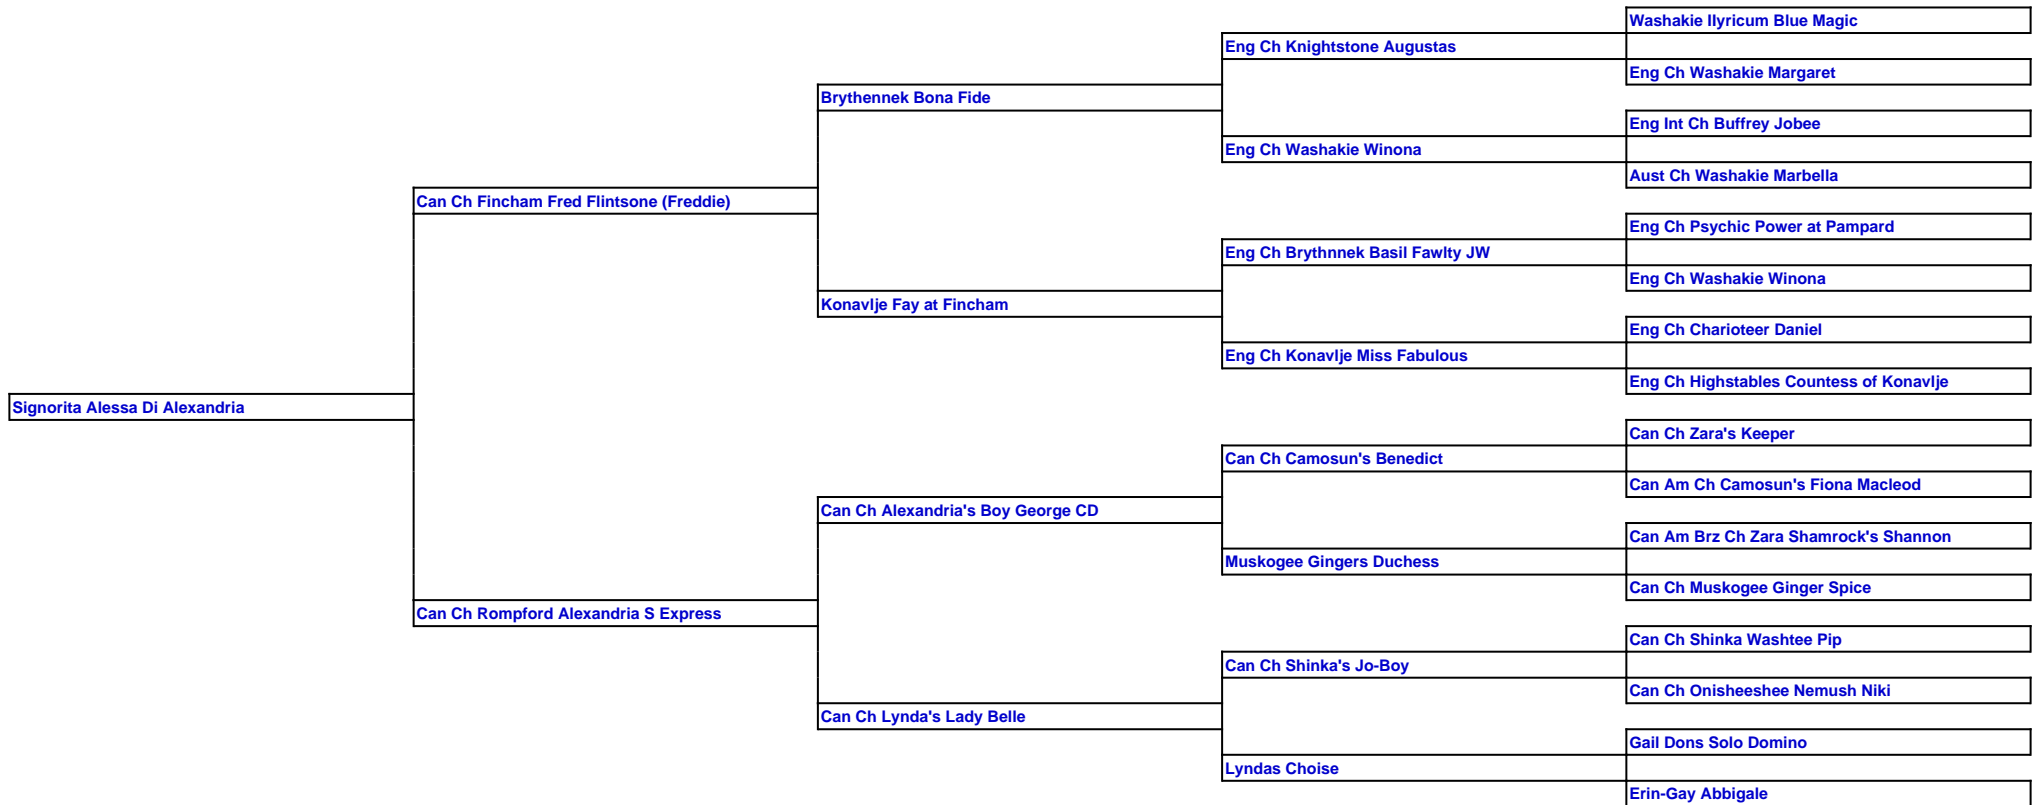 Washakie Ilyricum Blue Magic
Eng Ch Knightstone Augustas
Eng Ch Washakie Margaret
Brythennek Bona Fide
Eng Int Ch Buffrey Jobee
Eng Ch Washakie Winona
Aust Ch Washakie Marbella
Can Ch Fincham Fred Flintsone (Freddie)
Eng Ch Psychic Power at Pampard
Eng Ch Brythnnek Basil Fawlty JW
Eng Ch Washakie Winona
Konavlje Fay at Fincham
Eng Ch Charioteer Daniel
Eng Ch Konavlje Miss Fabulous
Eng Ch Highstables Countess of Konavlje
Signorita Alessa Di Alexandria
Can Ch Zara's Keeper
Can Ch Camosun's Benedict
Can Am Ch Camosun's Fiona Macleod
Can Ch Alexandria's Boy George CD
Can Am Brz Ch Zara Shamrock's Shannon
Muskogee Gingers Duchess
Can Ch Muskogee Ginger Spice
Can Ch Rompford Alexandria S Express
Can Ch Shinka Washtee Pip
Can Ch Shinka's Jo-Boy
Can Ch Onisheeshee Nemush Niki
Can Ch Lynda's Lady Belle
Gail Dons Solo Domino
Lyndas Choise
Erin-Gay Abbigale